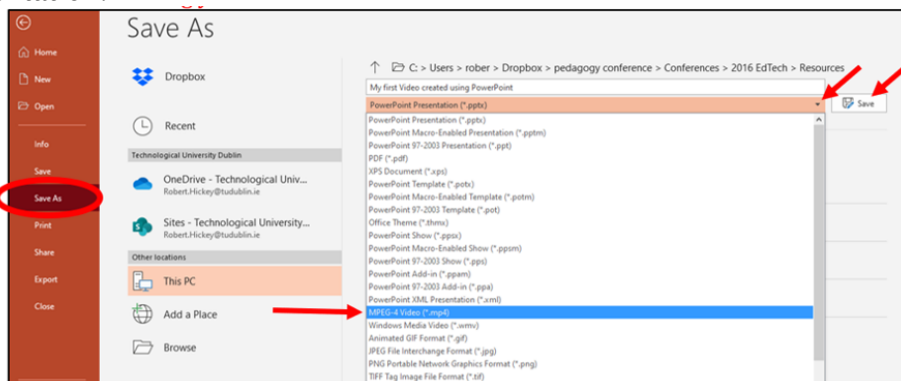 Save As
Home
New
Open
Info
Save
Save As
Print
Share
Export
Close
Dropbox
Recent
Technological University Dublin
OneDrive - Technological Univ...
Robert.Hickey@tudublin.ie
Sites - Technological University...
Robert.Hickey@tudublin.ie
Other locations
This PC
Add a Place
Browse
C: > Users > rober > Dropbox > pedagogy conference > Conferences > 2016 EdTech > Resources
My first Video created using PowerPoint
PowerPoint Presentation (*.pptx)
Save
PowerPoint Presentation (*.pptx)
PowerPoint Macro-Enabled Presentation (*.pptm)
PowerPoint 97-2003 Presentation (*.ppt)
PDF (*.pdf)
XPS Document (*.xps)
PowerPoint Template (*.potx)
PowerPoint Macro-Enabled Template (*.potm)
PowerPoint 97-2003 Template (*.pot)
Office Theme (*.thmx)
PowerPoint Show (*.ppsx)
PowerPoint Macro-Enabled Show (*.ppsm)
PowerPoint 97-2003 Show (*.pps)
PowerPoint Add-in (*.ppam)
PowerPoint 97-2003 Add-in (*.ppa)
PowerPoint XML Presentation (*.xml)
MPEG-4 Video (*.mp4)
Windows Media Video (*.wmv)
Animated GIF Format (*.gif)
JPEG File Interchange Format (*.jpg)
PNG Portable Network Graphics Format (*.png)
TIFF Tag Image File Format (*.tif)